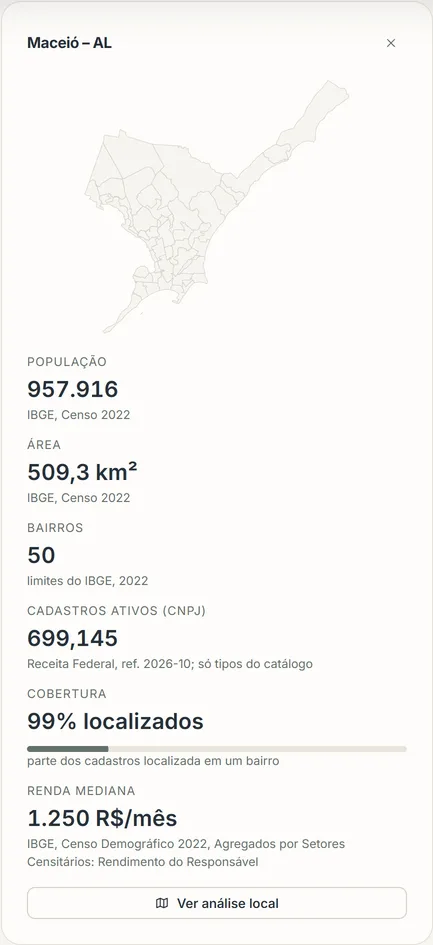 Maceió – AL
POPULAÇÃO
957.916
IBGE, Censo 2022
ÁREA
509,3 km²
IBGE, Censo 2022
BAIRROS
50
limites do IBGE, 2022
CADASTROS ATIVOS (CNPJ)
699,145
Receita Federal, ref. 2026-10; só tipos do catálogo
COBERTURA
99% localizados
parte dos cadastros localizada em um bairro
RENDA MEDIANA
1.250 R$/mês
IBGE, Censo Demográfico 2022, Agregados por Setores
Censitários: Rendimento do Responsável
Ver análise local